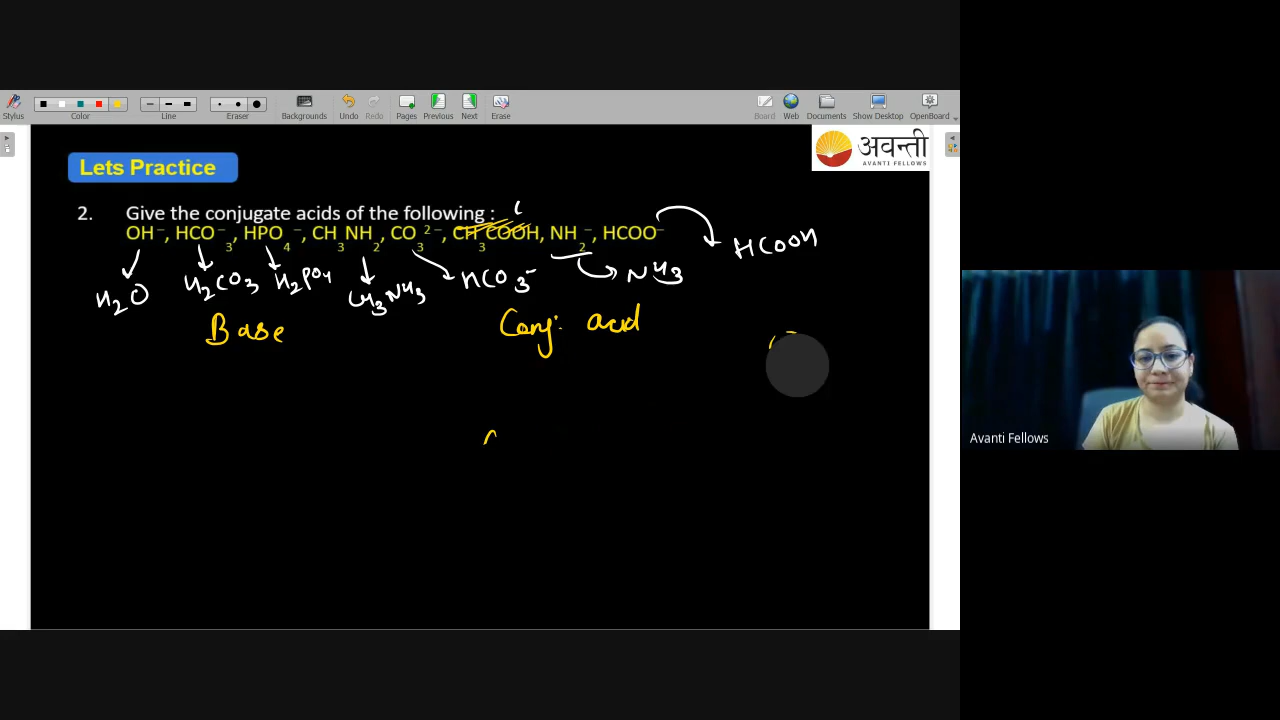 Stylus Color Line Eraser Backgrounds Undo Redo Pages Previous Next Erase Board Web Documents Show Desktop OpenBoard
अवन्ती
AVANTI FELLOWS
Lets Practice
2. Give the conjugate acids of the following :
OH⁻, HCO₃⁻, HPO₄⁻, CH₃NH₂, CO₃²⁻, CH₃COOH, NH₂⁻, HCOO⁻
HCOOH
H₂O H₂CO₃ H₂PO₄ CH₃NH₃ HCO₃⁻ NH₃
Base Conj. acid
Avanti Fellows